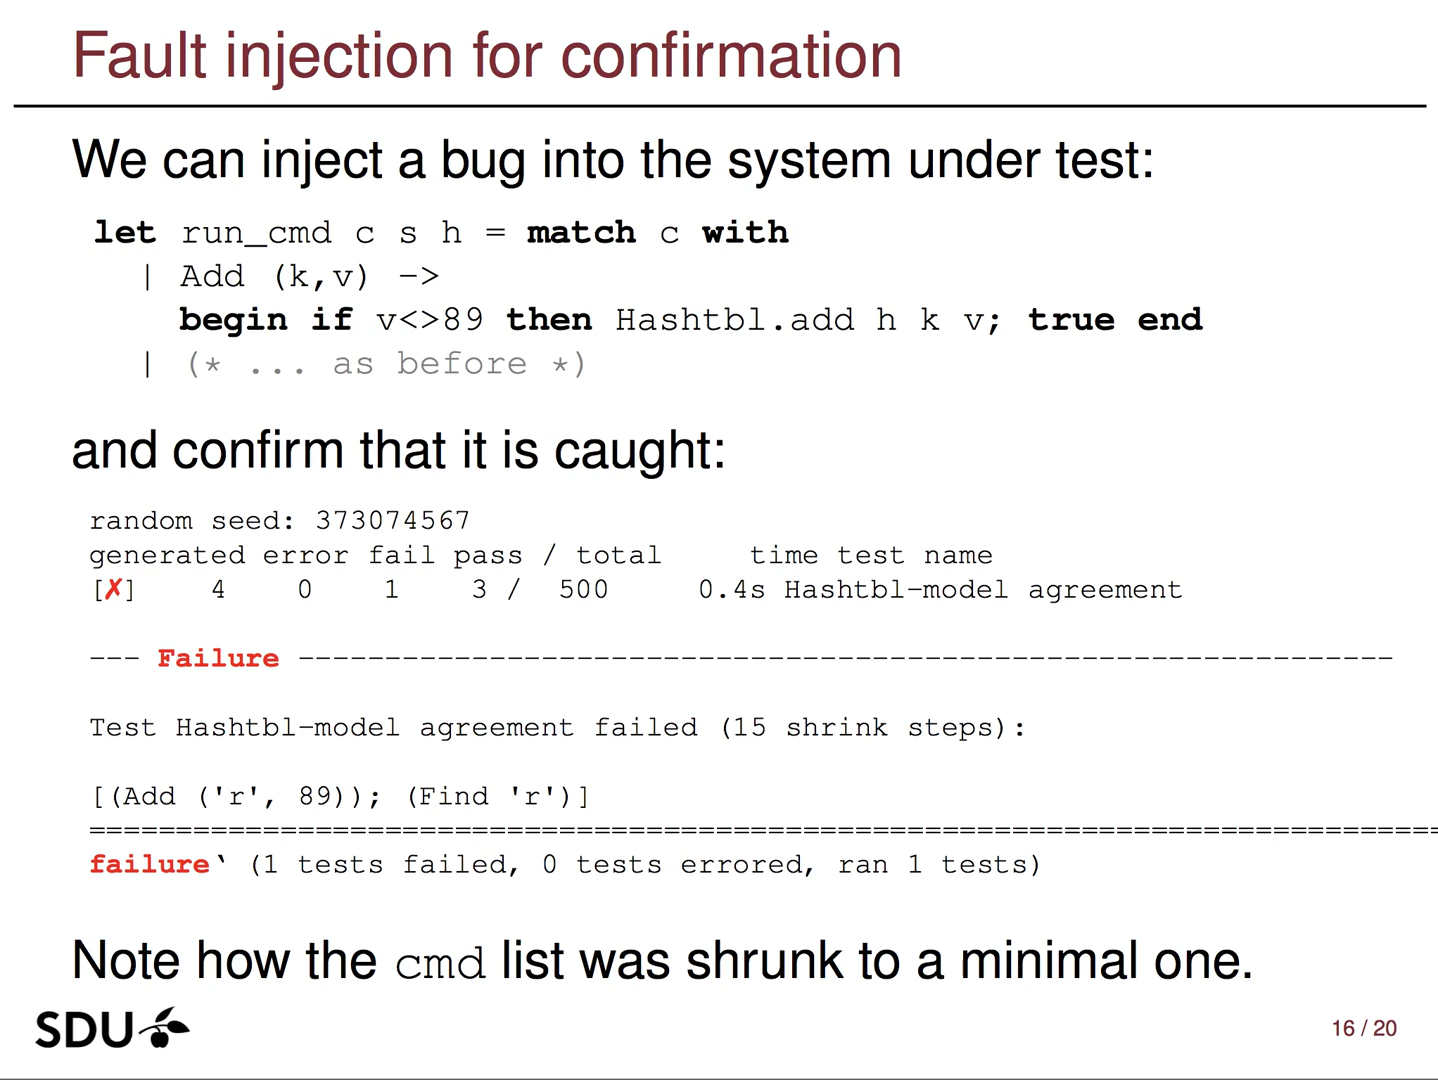 Fault injection for confirmation
We can inject a bug into the system under test:
let run_cmd c s h = match c with
| Add (k,v) ->
begin if v<>89 then Hashtbl.add h k v; true end
| (* ... as before *)
and confirm that it is caught:
random seed: 373074567
generated error fail pass / total time test name
[✗] 4 0 1 3 / 500 0.4s Hashtbl-model agreement
--- Failure ----------------------------------------------------------------
Test Hashtbl-model agreement failed (15 shrink steps):
[(Add ('r', 89)); (Find 'r')]
================================================================================
failure‘ (1 tests failed, 0 tests errored, ran 1 tests)
Note how the cmd list was shrunk to a minimal one.
SDU
16 / 20